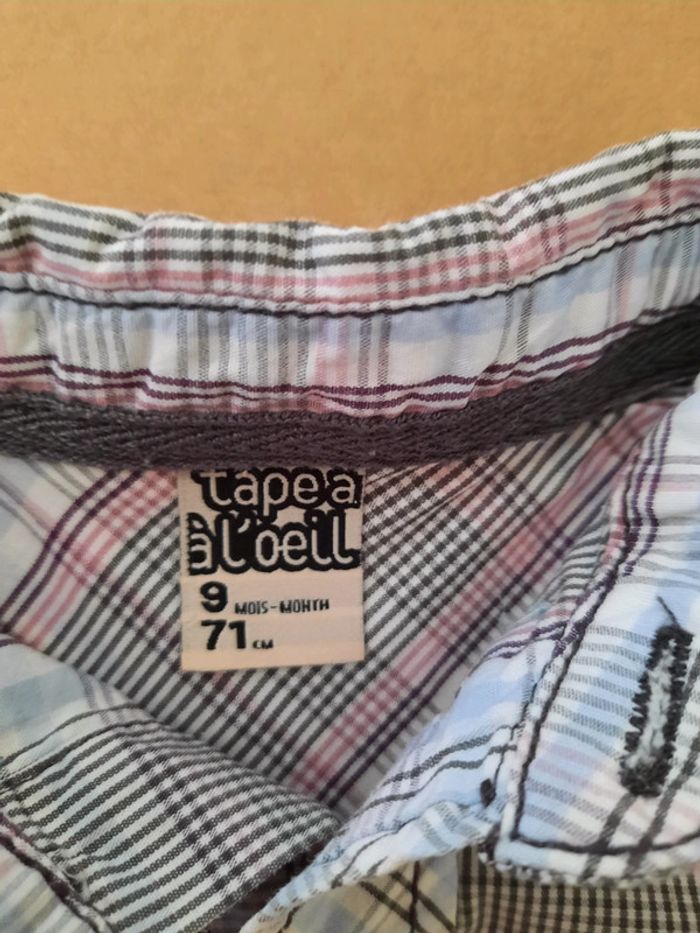 tape a
à l'oeil
9 MOIS-MONTH
71 CM